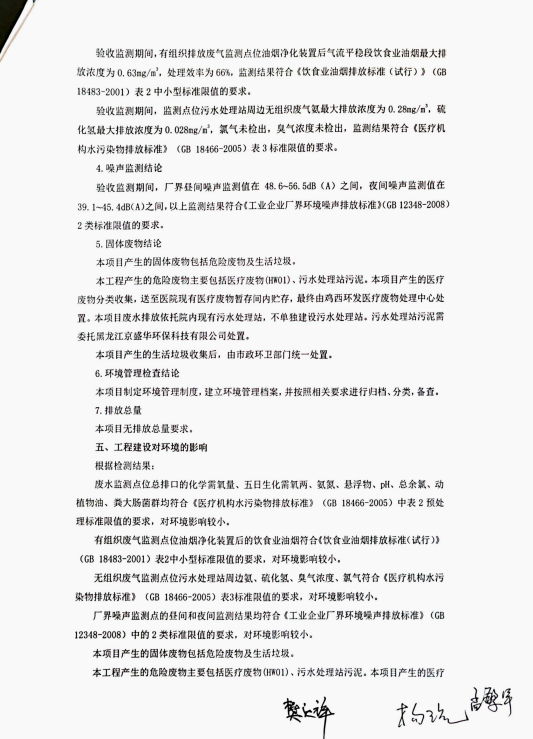 验收监测期间，有组织排放废气监测点位油烟净化装置后气流平稳段饮食业油烟最大排
放浓度为 0.63mg/m³，处理效率为 66%，监测结果符合《饮食业油烟排放标准（试行）》（GB
18483-2001）表 2 中小型标准限值的要求。
验收监测期间，监测点位污水处理站周边无组织废气氨最大排放浓度为 0.28mg/m³，硫
化氢最大排放浓度为 0.028mg/m³，氯气未检出，臭气浓度未检出，监测结果符合《医疗机
构水污染物排放标准》（GB 18466-2005）表 3 标准限值的要求。
4.噪声监测结论
验收监测期间，厂界昼间噪声监测值在 48.6~56.5dB（A）之间，夜间噪声监测值在
39.1~45.4dB(A)之间，以上监测结果符合《工业企业厂界环境噪声排放标准》(GB 12348-2008)
2 类标准限值的要求。
5.固体废物结论
本项目产生的固体废物包括危险废物及生活垃圾。
本工程产生的危险废物主要包括医疗废物(HW01)、污水处理站污泥。本项目产生的医疗
废物分类收集，送至医院现有医疗废物暂存间内贮存，最终由鸡西环发医疗废物处理中心处
置。本项目废水排放依托院内现有污水处理站，不单独建设污水处理站。污水处理站污泥需
委托黑龙江京盛华环保科技有限公司处置。
本项目产生的生活垃圾收集后，由市政环卫部门统一处置。
6.环境管理检查结论
本项目制定环境管理制度，建立环境管理档案，并按照相关要求进行归档、分类，备查。
7.排放总量
本项目无排放总量要求。
五、工程建设对环境的影响
根据检测结果：
废水监测点位总排口的化学需氧量、五日生化需氧两、氨氮、悬浮物、pH、总余氯、动
植物油、粪大肠菌群均符合《医疗机构水污染物排放标准》（GB 18466-2005）中表 2 预处
理标准限值的要求，对环境影响较小。
有组织废气监测点位油烟净化装置后的饮食业油烟符合《饮食业油烟排放标准（试行）》
（GB 18483-2001）表2中小型标准限值的要求，对环境影响较小。
无组织废气监测点位污水处理站周边氨、硫化氢、臭气浓度、氯气符合《医疗机构水污
染物排放标准》（GB 18466-2005）表3标准限值的要求，对环境影响较小。
厂界噪声监测点的昼间和夜间监测结果均符合《工业企业厂界环境噪声排放标准》（GB
12348-2008）中的 2 类标准限值的要求，对环境影响较小。
本项目产生的固体废物包括危险废物及生活垃圾。
本工程产生的危险废物主要包括医疗废物(HW01)、污水处理站污泥。本项目产生的医疗